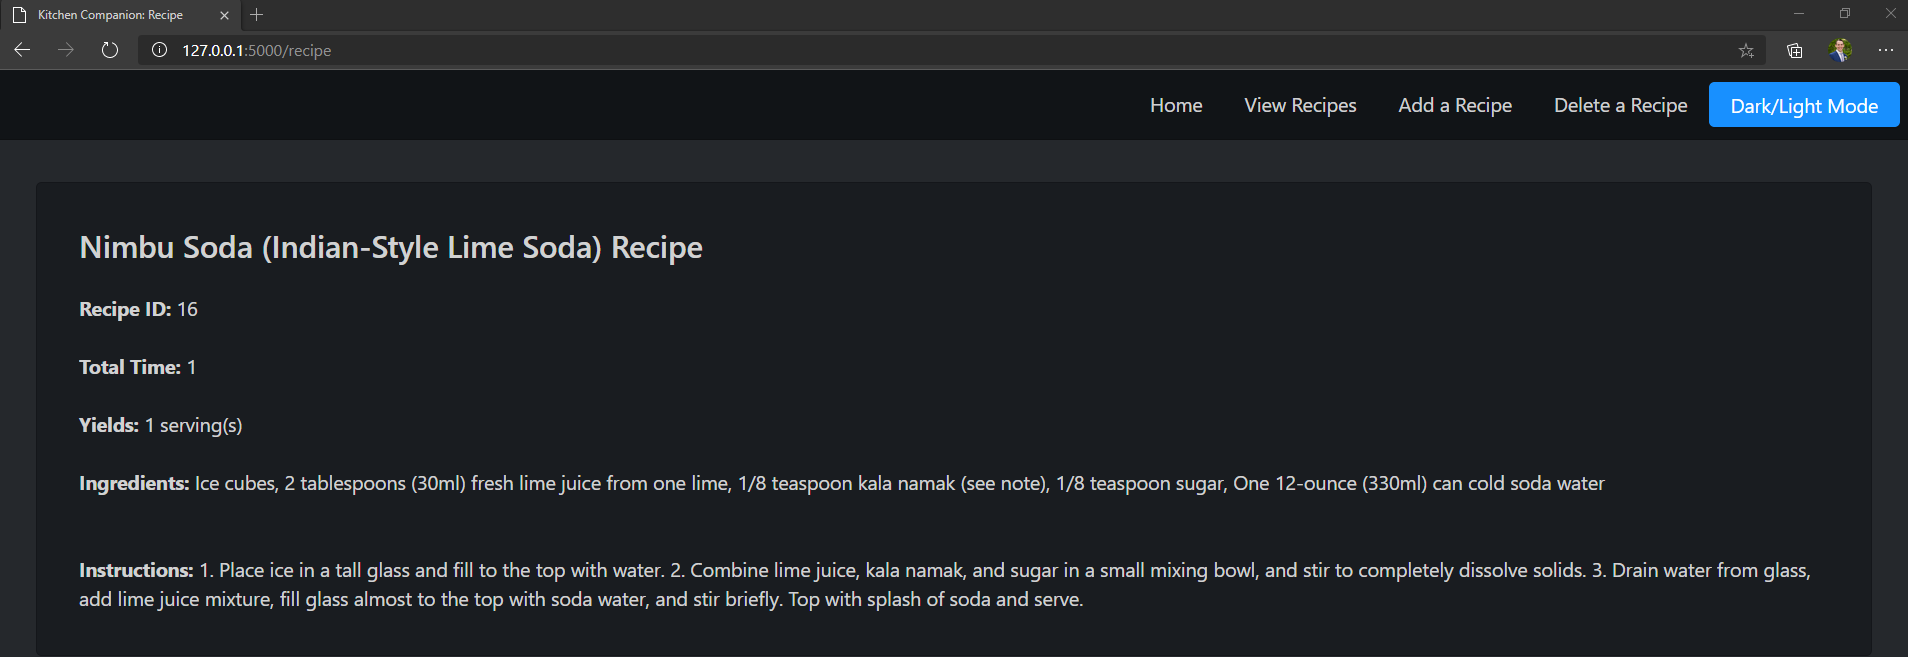 Kitchen Companion: Recipe
127.0.0.1:5000/recipe
Home View Recipes Add a Recipe Delete a Recipe Dark/Light Mode
Nimbu Soda (Indian-Style Lime Soda) Recipe
Recipe ID: 16
Total Time: 1
Yields: 1 serving(s)
Ingredients: Ice cubes, 2 tablespoons (30ml) fresh lime juice from one lime, 1/8 teaspoon kala namak (see note), 1/8 teaspoon sugar, One 12-ounce (330ml) can cold soda water
Instructions: 1. Place ice in a tall glass and fill to the top with water. 2. Combine lime juice, kala namak, and sugar in a small mixing bowl, and stir to completely dissolve solids. 3. Drain water from glass,
add lime juice mixture, fill glass almost to the top with soda water, and stir briefly. Top with splash of soda and serve.